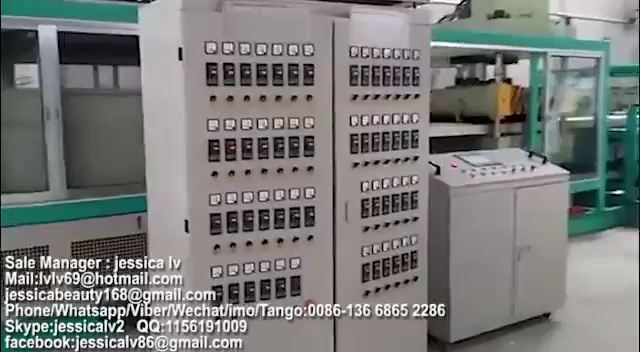 Sale Manager : jessica lv
Mail:lvlv69@hotmail.com
jessicabeauty168@gmail.com
Phone/Whatsapp/Viber/Wechat/imo/Tango:0086-136 6865 2286
Skype:jessicalv2 QQ:1156191009
facebook:jessicalv86@gmail.com